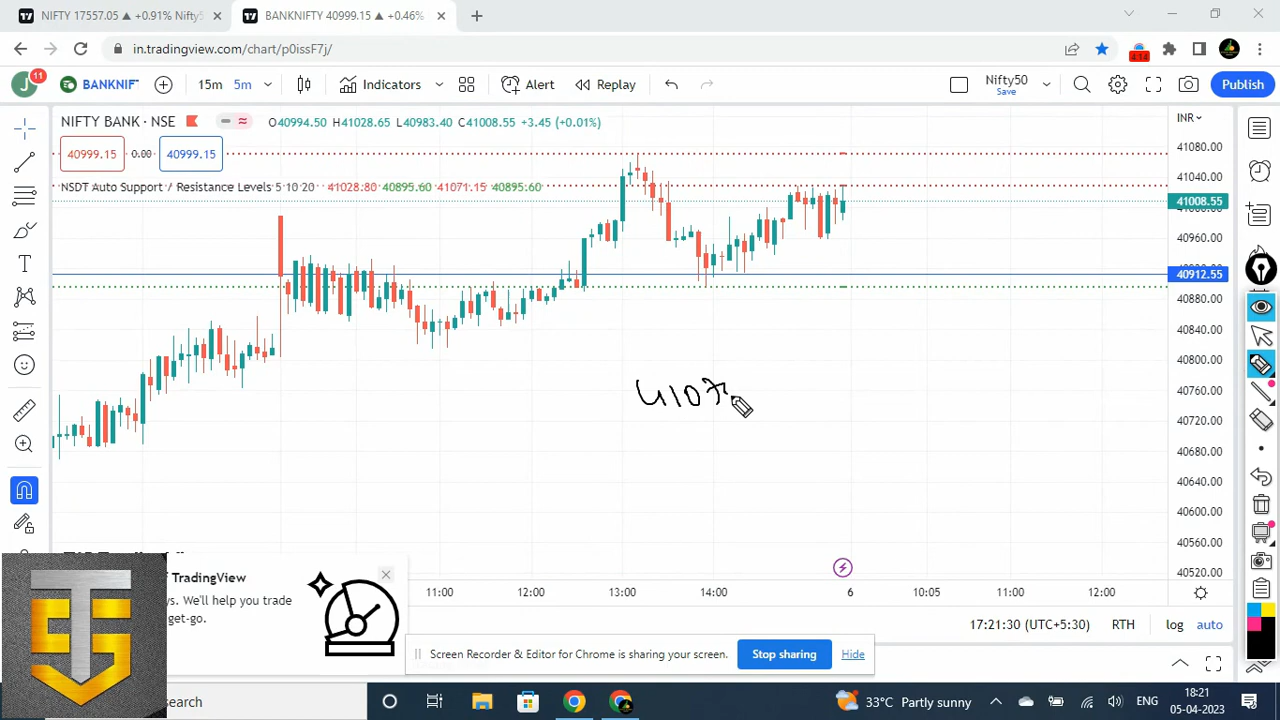 NIFTY 17557.05 ▲ +0.91% Nifty5
BANKNIFTY 40999.15 ▲ +0.46%
in.tradingview.com/chart/p0issF7j/
4.14
J 11 BANKNIF 15m 5m Indicators Alert Replay Nifty50 Save Publish
NIFTY BANK · NSE O40994.50 H41028.65 L40983.40 C41008.55 +3.45 (+0.01%)
INR
40999.15 0.00 40999.15
NSDT Auto Support / Resistance Levels 5 10 20 41028.80 40895.60 41071.15 40895.60
41080.00
41040.00
41008.55
40960.00
40912.55
40880.00
40840.00
40800.00
40760.00
40720.00
40680.00
40640.00
40600.00
40560.00
40520.00
4107
TradingView
ys. We'll help you trade
get-go.
11:00 12:00 13:00 14:00 6 10:05 11:00 12:00
17:21:30 (UTC+5:30) RTH log auto
Screen Recorder & Editor for Chrome is sharing your screen. Stop sharing Hide
search
33°C Partly sunny ENG 18:21
05-04-2023